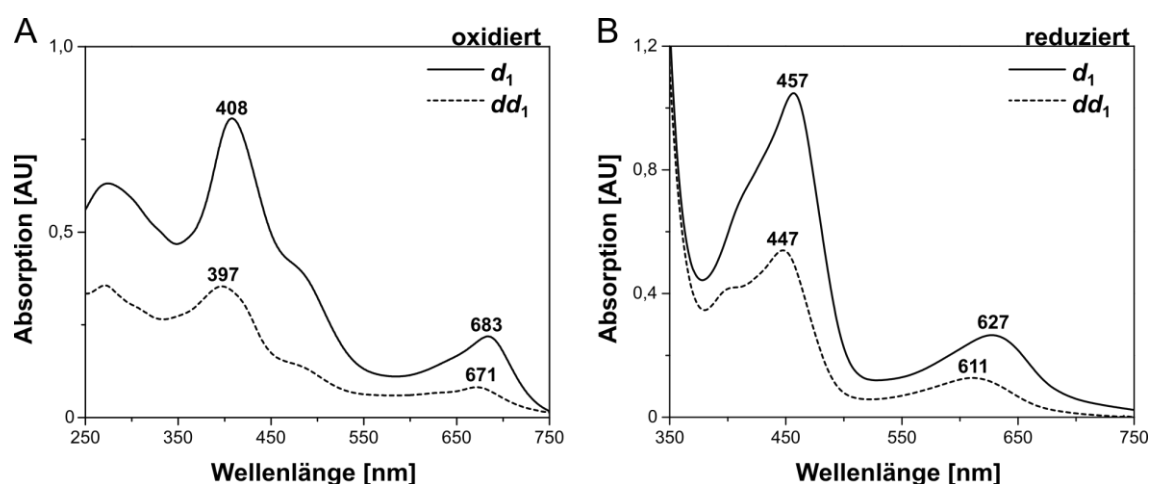 A
oxidiert
1,0
d₁
dd₁
408
397
683
671
0,5
0
Absorption [AU]
250
350
450
550
650
750
Wellenlänge [nm]
B
reduziert
1,2
d₁
dd₁
457
447
627
611
0,8
0,4
0
Absorption [AU]
350
450
550
650
750
Wellenlänge [nm]